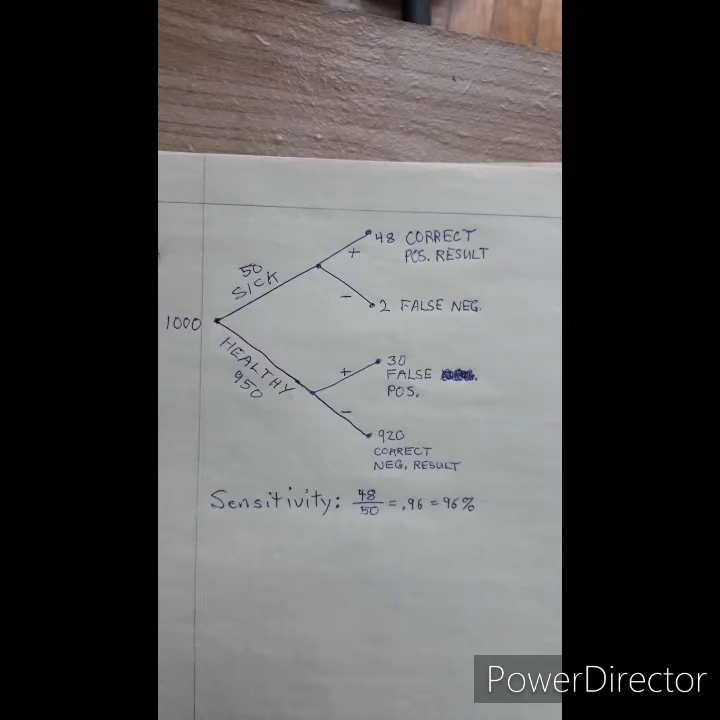 48 CORRECT
POS. RESULT
+
50
SICK
−
2 FALSE NEG.
1000
HEALTHY
950
+
30
FALSE
POS.
−
920
CORRECT
NEG. RESULT
Sensitivity: 48/50 = .96 = 96%
PowerDirector